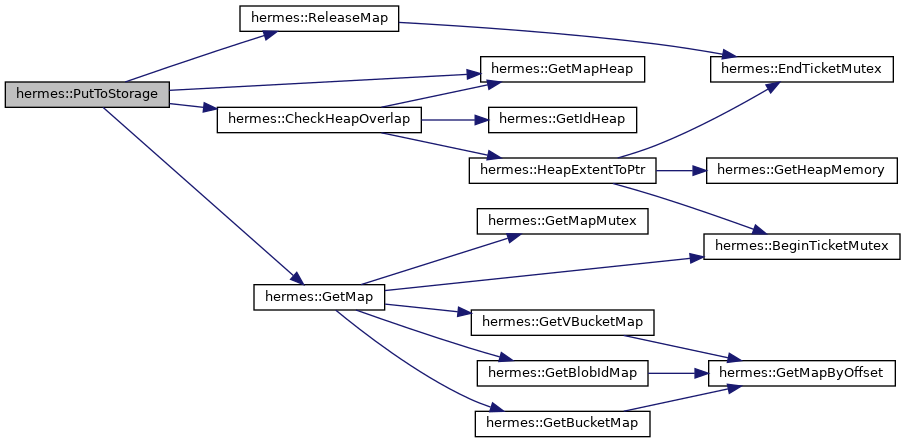 hermes::PutToStorage
hermes::ReleaseMap
hermes::GetMapHeap
hermes::CheckHeapOverlap
hermes::GetIdHeap
hermes::HeapExtentToPtr
hermes::EndTicketMutex
hermes::GetHeapMemory
hermes::BeginTicketMutex
hermes::GetMap
hermes::GetMapMutex
hermes::GetVBucketMap
hermes::GetBlobIdMap
hermes::GetBucketMap
hermes::GetMapByOffset